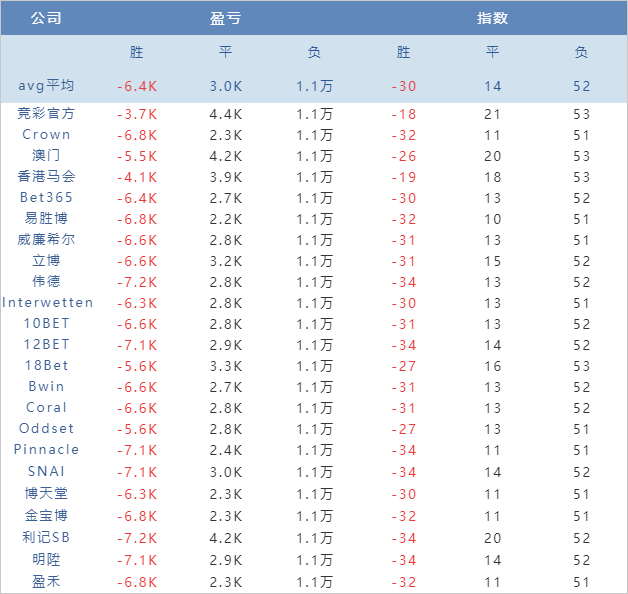 公司 盈亏 指数
胜 平 负 胜 平 负
avg平均 -6.4K 3.0K 1.1万 -30 14 52
竞彩官方 -3.7K 4.4K 1.1万 -18 21 53
Crown -6.8K 2.3K 1.1万 -32 11 51
澳门 -5.5K 4.2K 1.1万 -26 20 53
香港马会 -4.1K 3.9K 1.1万 -19 18 53
Bet365 -6.4K 2.7K 1.1万 -30 13 52
易胜博 -6.8K 2.2K 1.1万 -32 10 51
威廉希尔 -6.6K 2.8K 1.1万 -31 13 51
立博 -6.6K 3.2K 1.1万 -31 15 52
伟德 -7.2K 2.8K 1.1万 -34 13 52
Interwetten -6.3K 2.8K 1.1万 -30 13 51
10BET -6.6K 2.8K 1.1万 -31 13 52
12BET -7.1K 2.9K 1.1万 -34 14 52
18Bet -5.6K 3.3K 1.1万 -27 16 53
Bwin -6.6K 2.7K 1.1万 -31 13 52
Coral -6.6K 2.8K 1.1万 -31 13 52
Oddset -5.6K 2.8K 1.1万 -27 13 51
Pinnacle -7.1K 2.4K 1.1万 -34 11 51
SNAI -7.1K 3.0K 1.1万 -34 14 52
博天堂 -6.3K 2.3K 1.1万 -30 11 51
金宝博 -6.8K 2.3K 1.1万 -32 11 51
利记SB -7.2K 4.2K 1.1万 -34 20 52
明陞 -7.1K 2.9K 1.1万 -34 14 52
盈禾 -6.8K 2.3K 1.1万 -32 11 51